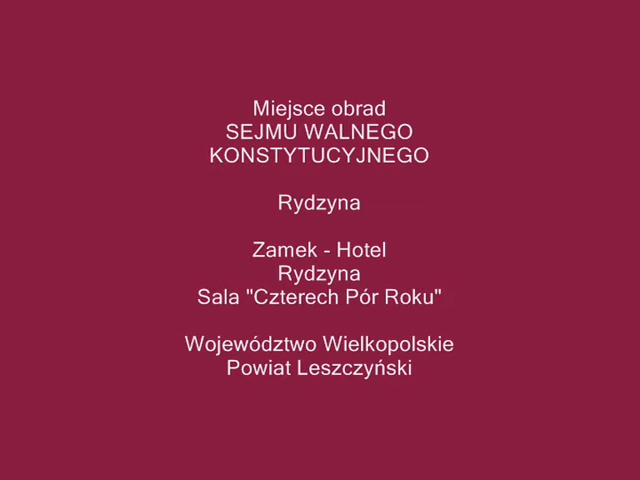 Miejsce obrad
SEJMU WALNEGO
KONSTYTUCYJNEGO
Rydzyna
Zamek - Hotel
Rydzyna
Sala "Czterech Pór Roku"
Województwo Wielkopolskie
Powiat Leszczyński